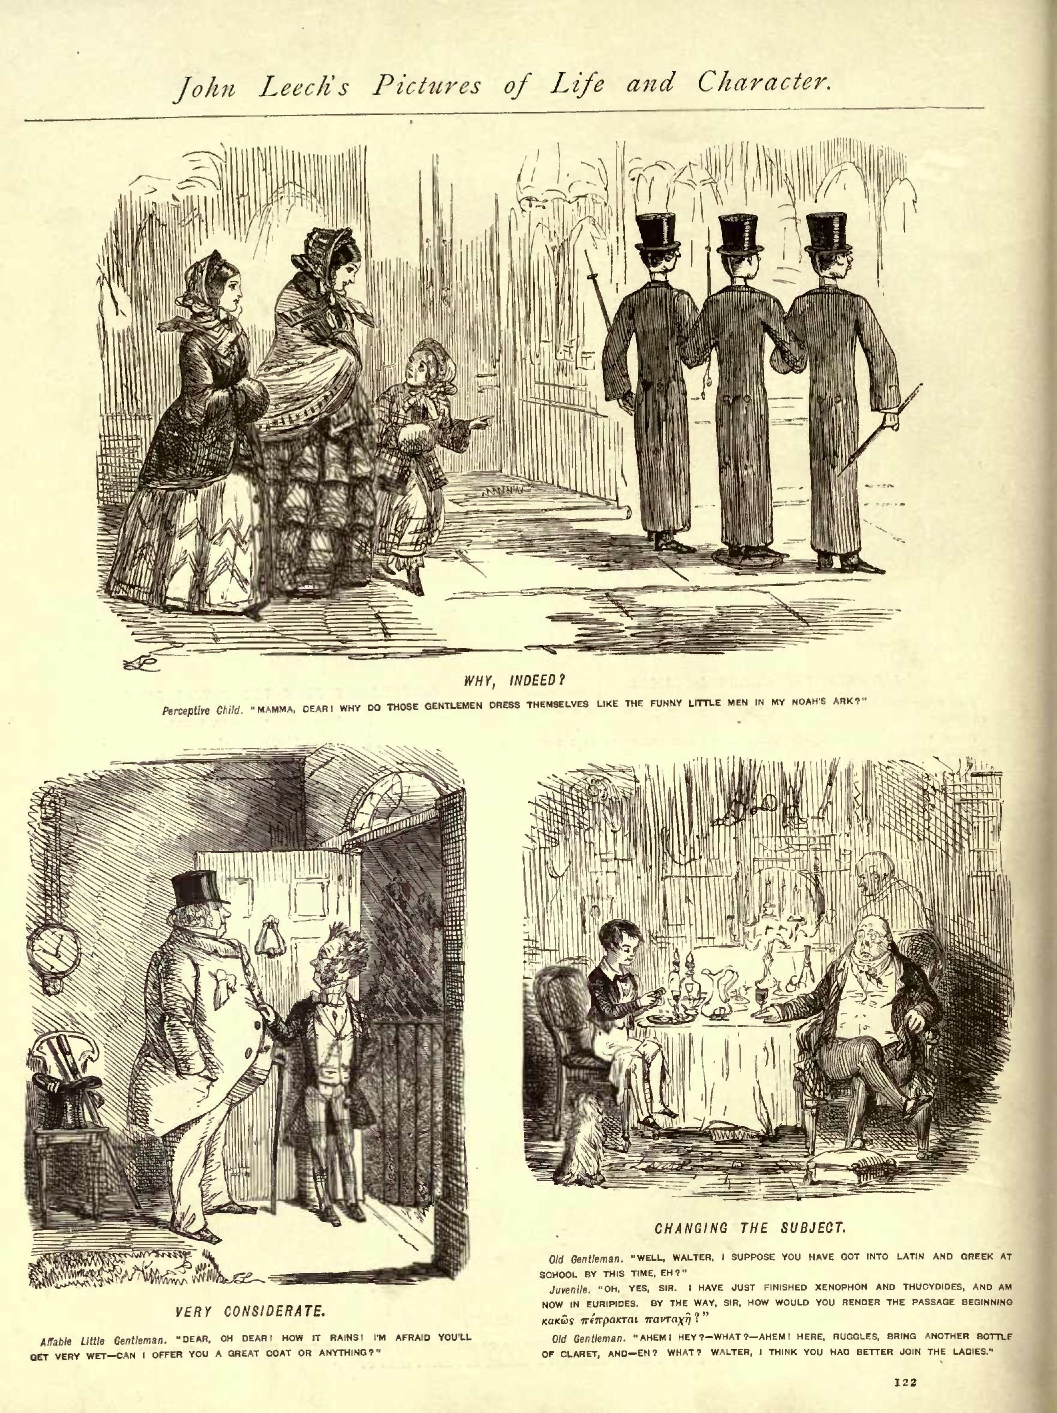 John Leech's Pictures of Life and Character.
WHY, INDEED?
Perceptive Child. "MAMMA, DEAR! WHY DO THOSE GENTLEMEN DRESS THEMSELVES LIKE THE FUNNY LITTLE MEN IN MY NOAH'S ARK?"
VERY CONSIDERATE.
Affable Little Gentleman. "DEAR, OH DEAR! HOW IT RAINS! I'M AFRAID YOU'LL
GET VERY WET—CAN I OFFER YOU A GREAT COAT OR ANYTHING?"
CHANGING THE SUBJECT.
Old Gentleman. "WELL, WALTER, I SUPPOSE YOU HAVE GOT INTO LATIN AND GREEK AT
SCHOOL BY THIS TIME, EH?"
Juvenile. "OH, YES, SIR. I HAVE JUST FINISHED XENOPHON AND THUCYDIDES, AND AM
NOW IN EURIPIDES. BY THE WAY, SIR, HOW WOULD YOU RENDER THE PASSAGE BEGINNING
κακῶς πέπρακται πανταχῆ?"
Old Gentleman. "AHEM! HEY?—WHAT?—AHEM! HERE, RUGGLES, BRING ANOTHER BOTTLE
OF CLARET, AND—EH? WHAT? WALTER, I THINK YOU HAD BETTER JOIN THE LADIES."
122